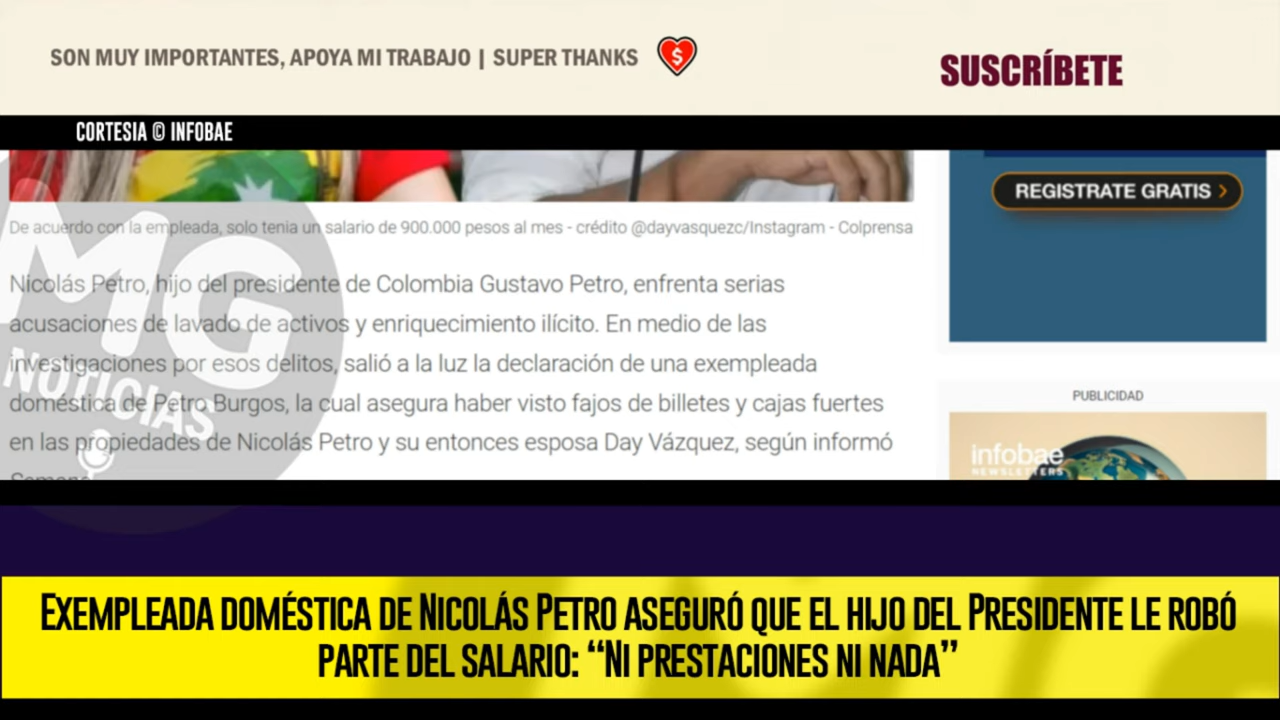 SON MUY IMPORTANTES, APOYA MI TRABAJO | SUPER THANKS
$
SUSCRÍBETE
CORTESIA © INFOBAE
REGISTRATE GRATIS >
De acuerdo con la empleada, solo tenia un salario de 900.000 pesos al mes - crédito @dayvasquezc/Instagram - Colprensa
Nicolás Petro, hijo del presidente de Colombia Gustavo Petro, enfrenta serias
acusaciones de lavado de activos y enriquecimiento ilícito. En medio de las
investigaciones por esos delitos, salió a la luz la declaración de una exempleada
doméstica de Petro Burgos, la cual asegura haber visto fajos de billetes y cajas fuertes
en las propiedades de Nicolás Petro y su entonces esposa Day Vázquez, según informó
MG
NOTICIAS
PUBLICIDAD
infobae
NEWSLETTERS
EXEMPLEADA DOMÉSTICA DE NICOLÁS PETRO ASEGURÓ QUE EL HIJO DEL PRESIDENTE LE ROBÓ
PARTE DEL SALARIO: “NI PRESTACIONES NI NADA”